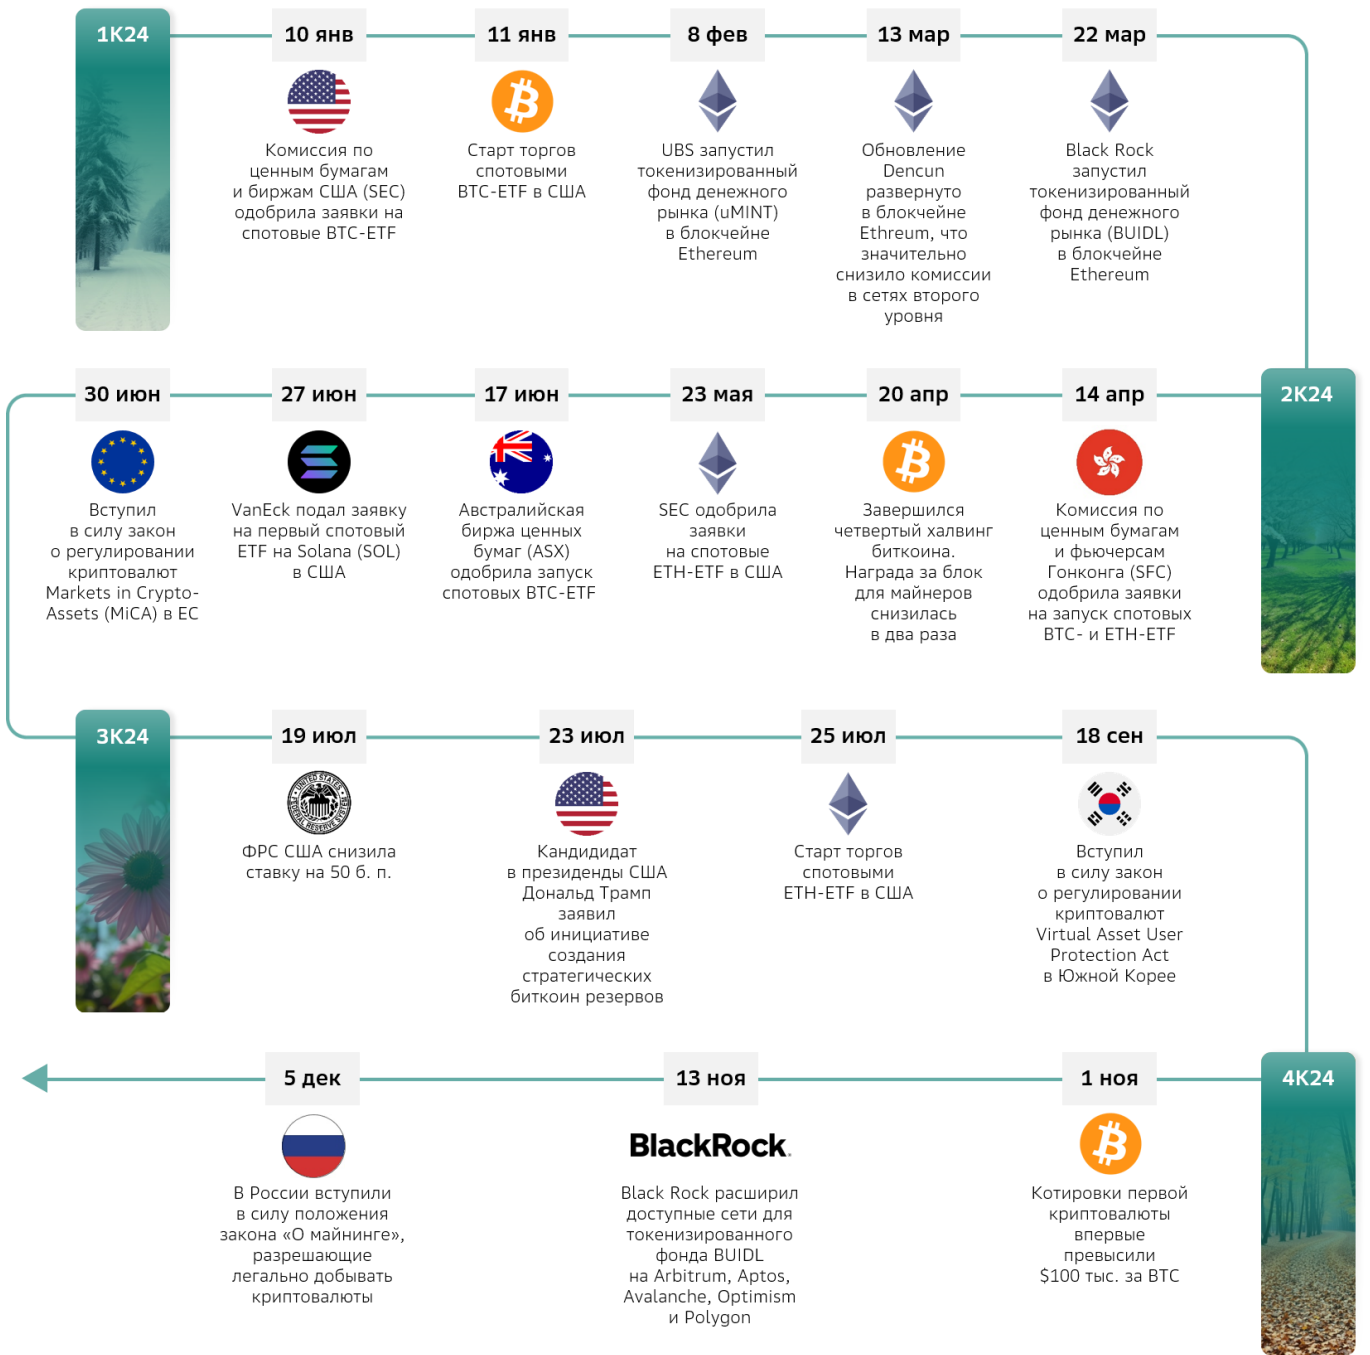 1К24
10 янв
Комиссия по
ценным бумагам
и биржам США (SEC)
одобрила заявки на
спотовые BTC-ETF
11 янв
Старт торгов
спотовыми
BTC-ETF в США
8 фев
UBS запустил
токенизированный
фонд денежного
рынка (uMINT)
в блокчейне
Ethereum
13 мар
Обновление
Dencun
развернуто
в блокчейне
Ethreum, что
значительно
снизило комиссии
в сетях второго
уровня
22 мар
Black Rock
запустил
токенизированный
фонд денежного
рынка (BUIDL)
в блокчейне
Ethereum
2К24
14 апр
Комиссия по
ценным бумагам
и фьючерсам
Гонконга (SFC)
одобрила заявки
на запуск спотовых
BTC- и ETH-ETF
20 апр
Завершился
четвертый халвинг
биткоина.
Награда за блок
для майнеров
снизилась
в два раза
23 мая
SEC одобрила
заявки
на спотовые
ETH-ETF в США
17 июн
Австралийская
биржа ценных
бумаг (ASX)
одобрила запуск
спотовых BTC-ETF
27 июн
VanEck подал заявку
на первый спотовый
ETF на Solana (SOL)
в США
30 июн
Вступил
в силу закон
о регулировании
криптовалют
Markets in Crypto-
Assets (MiCA) в ЕС
3К24
19 июл
UNITED STATES
FEDERAL RESERVE SYSTEM
ФРС США снизила
ставку на 50 б. п.
23 июл
Кандидидат
в президенды США
Дональд Трамп
заявил
об инициативе
создания
стратегических
биткоин резервов
25 июл
Старт торгов
спотовыми
ETH-ETF в США
18 сен
Вступил
в силу закон
о регулировании
криптовалют
Virtual Asset User
Protection Act
в Южной Корее
4К24
1 ноя
Котировки первой
криптовалюты
впервые
превысили
$100 тыс. за BTC
13 ноя
BlackRock.
Black Rock расширил
доступные сети для
токенизированного
фонда BUIDL
на Arbitrum, Aptos,
Avalanche, Optimism
и Polygon
5 дек
В России вступили
в силу положения
закона «О майнинге»,
разрешающие
легально добывать
криптовалюты